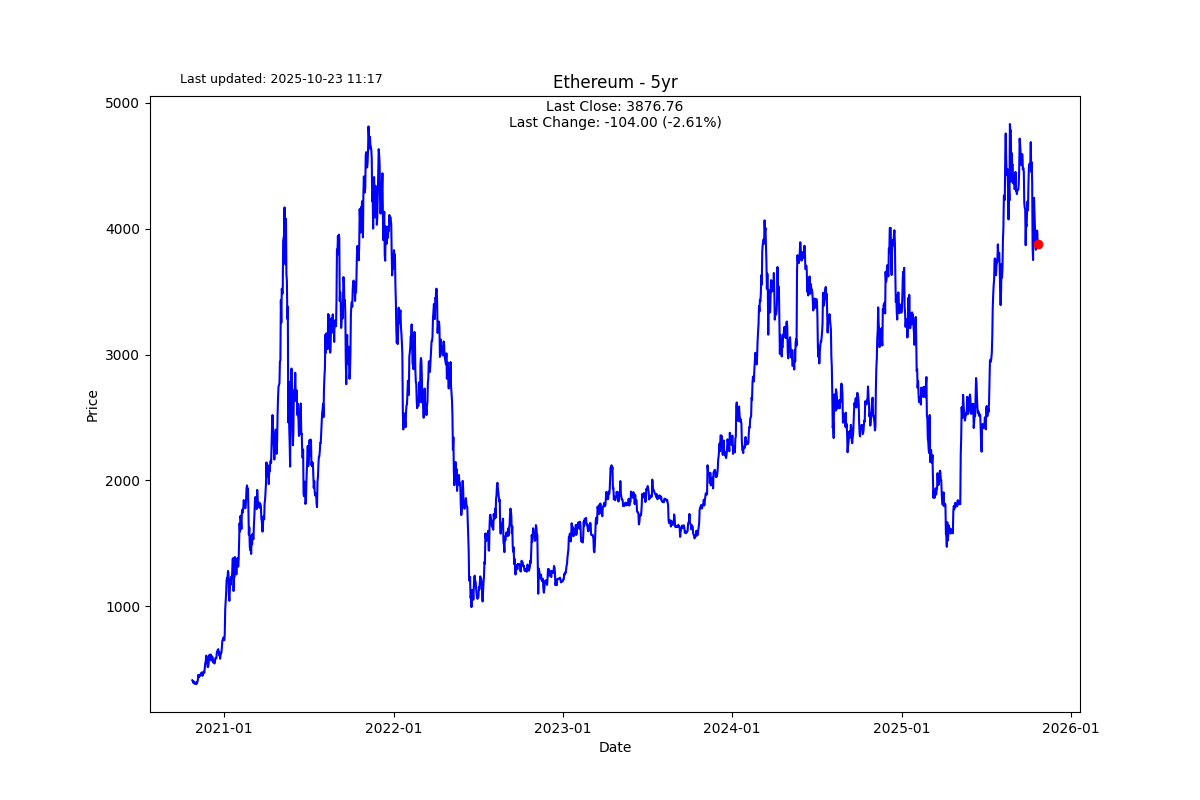 Last updated: 2025-10-23 11:17
Ethereum - 5yr
Last Close: 3876.76
Last Change: -104.00 (-2.61%)
5000
4000
3000
2000
1000
Price
2021-01
2022-01
2023-01
2024-01
2025-01
2026-01
Date